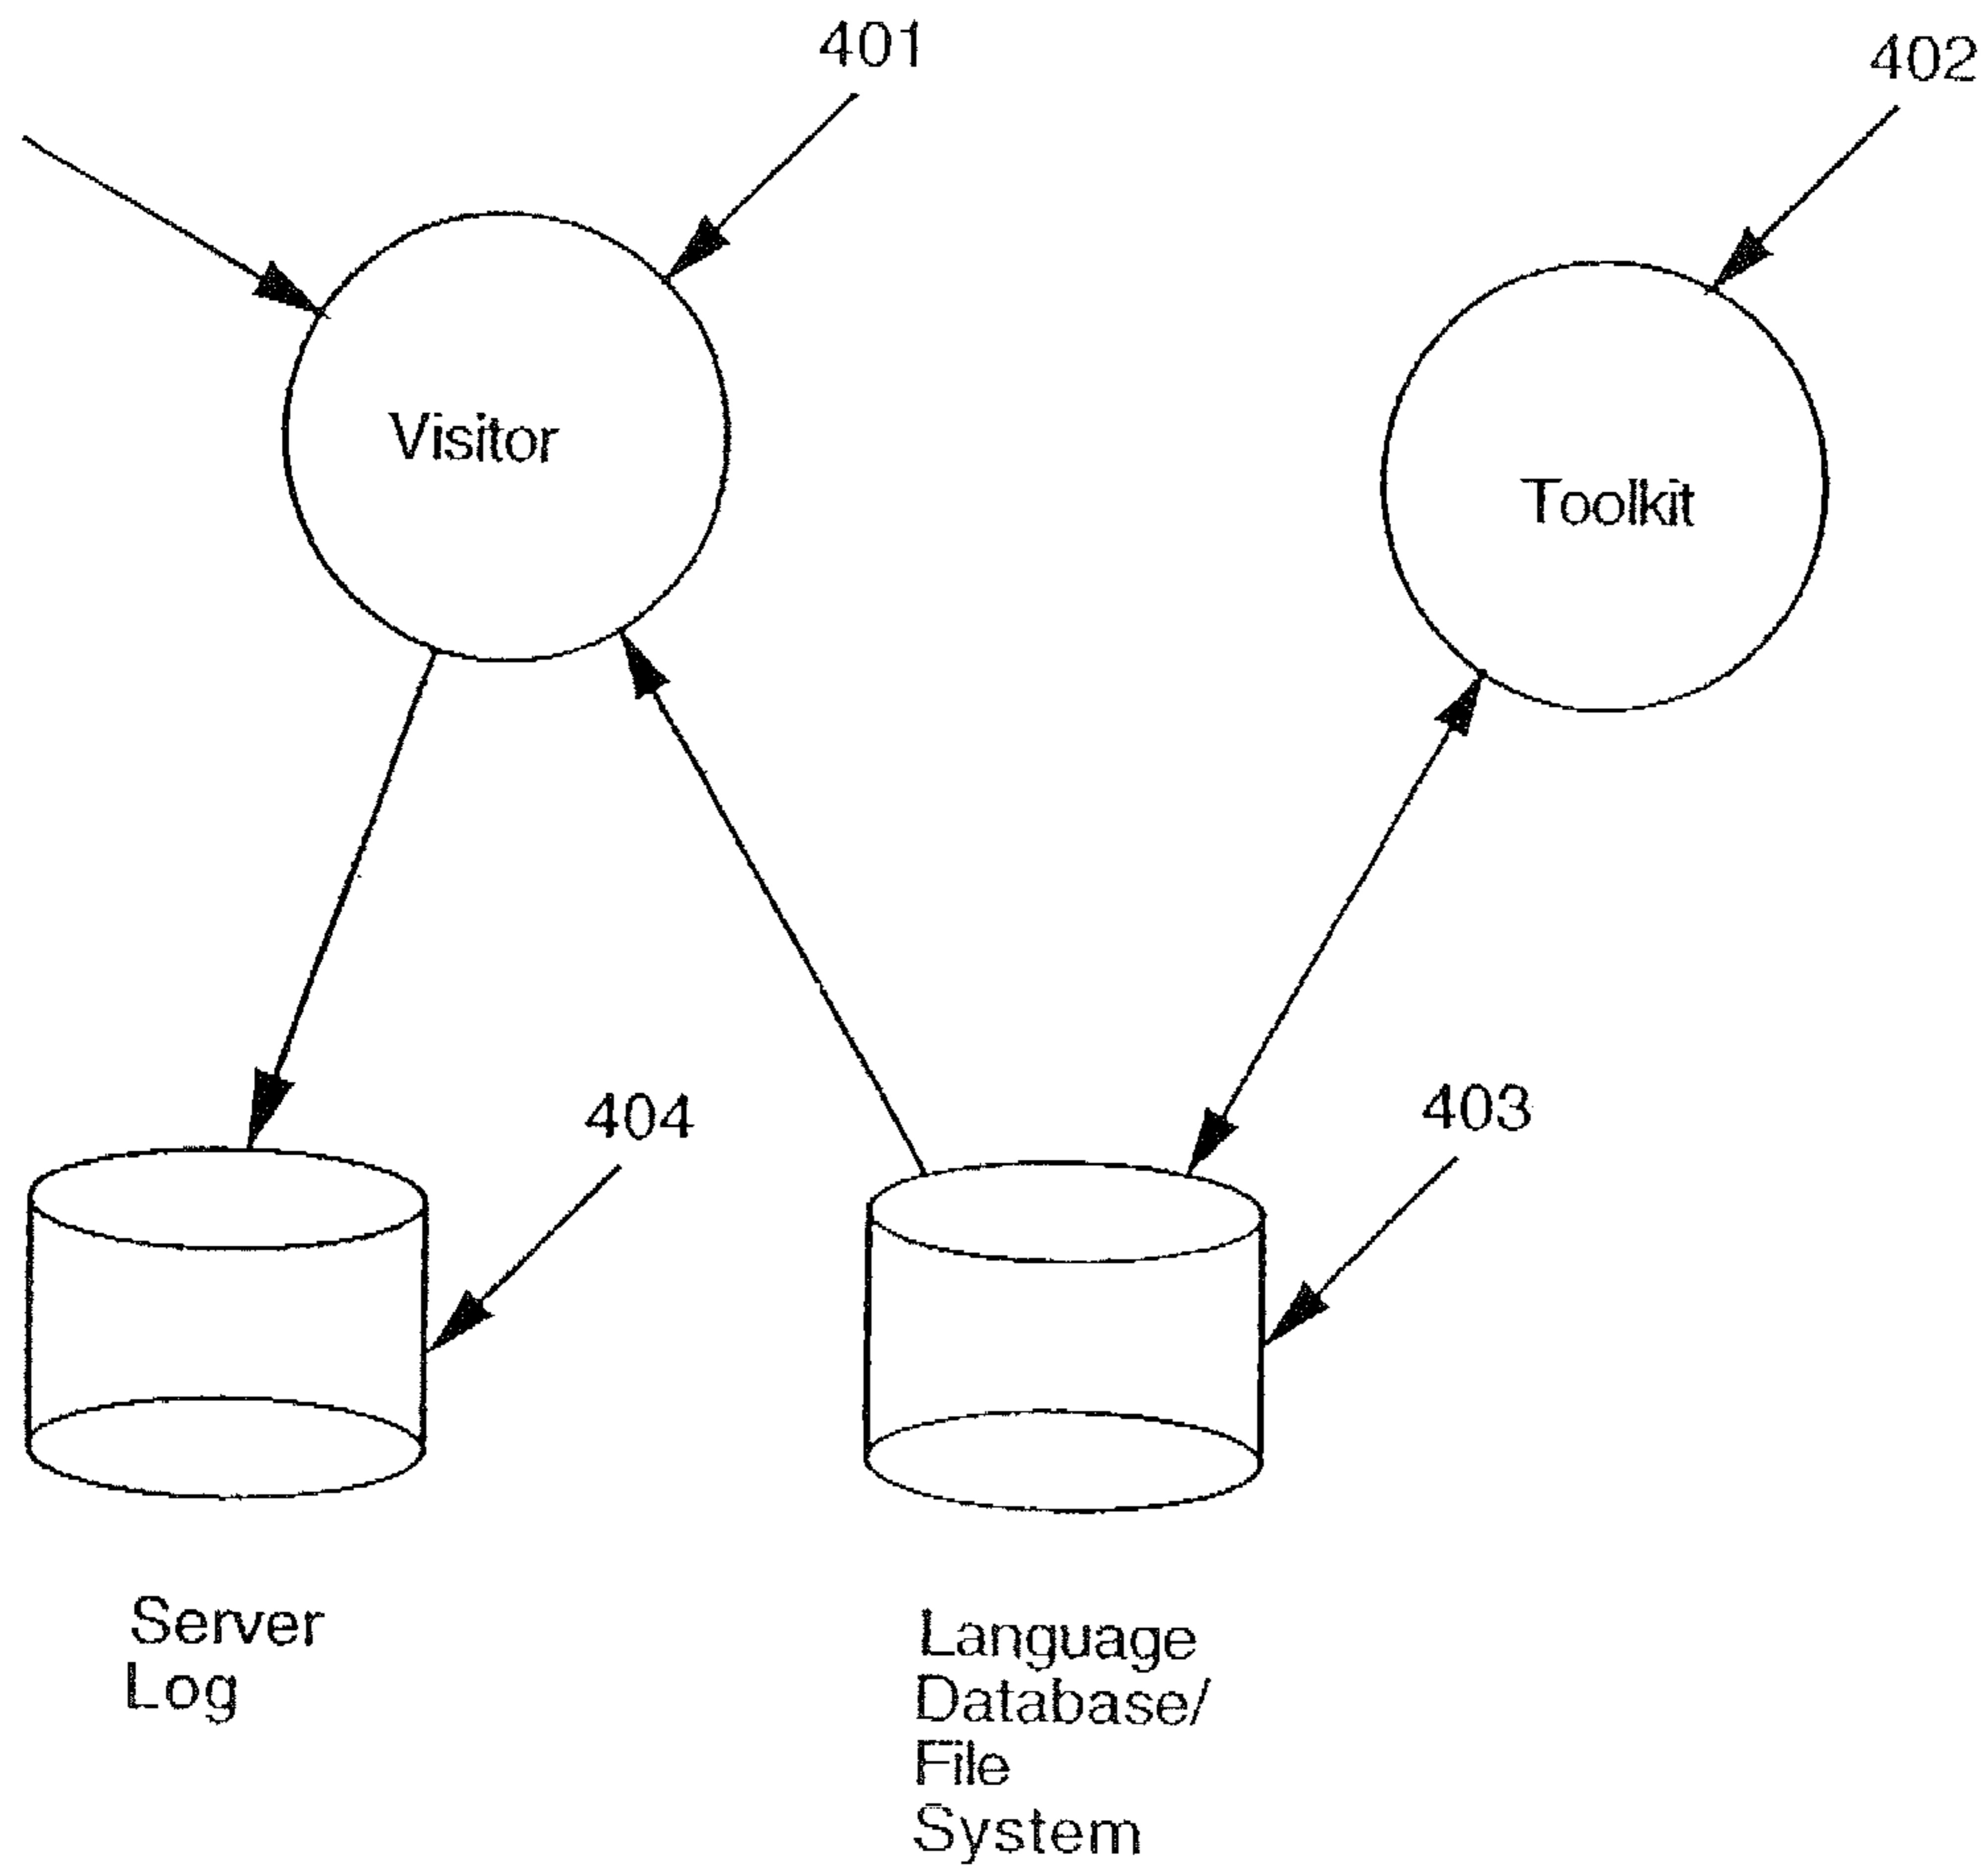 401
402
Visitor
Toolkit
404
403
Server
Log
Language
Database/
File
System